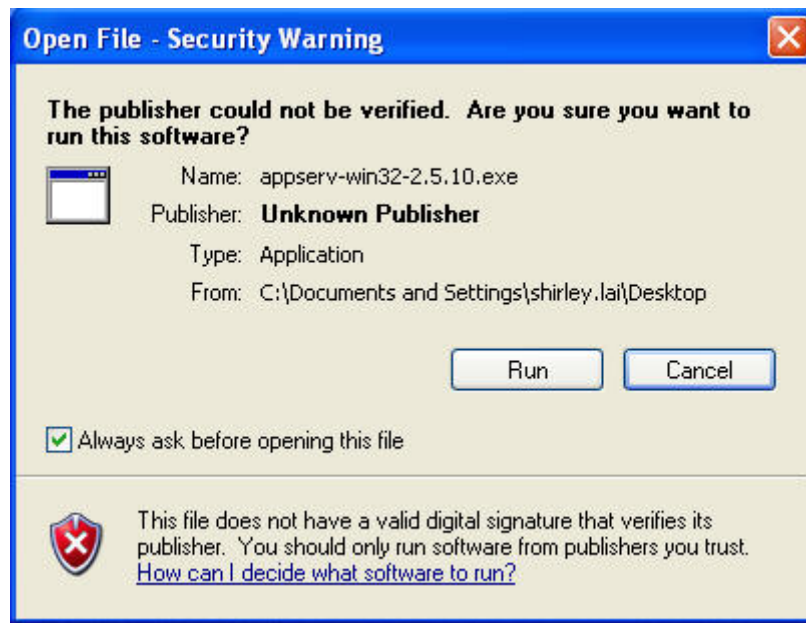 Open File - Security Warning
The publisher could not be verified.  Are you sure you want to
run this software?
Name: appserv-win32-2.5.10.exe
Publisher: Unknown Publisher
Type: Application
From: C:\Documents and Settings\shirley.lai\Desktop
Run Cancel
Always ask before opening this file
This file does not have a valid digital signature that verifies its
publisher.  You should only run software from publishers you trust.
How can I decide what software to run?